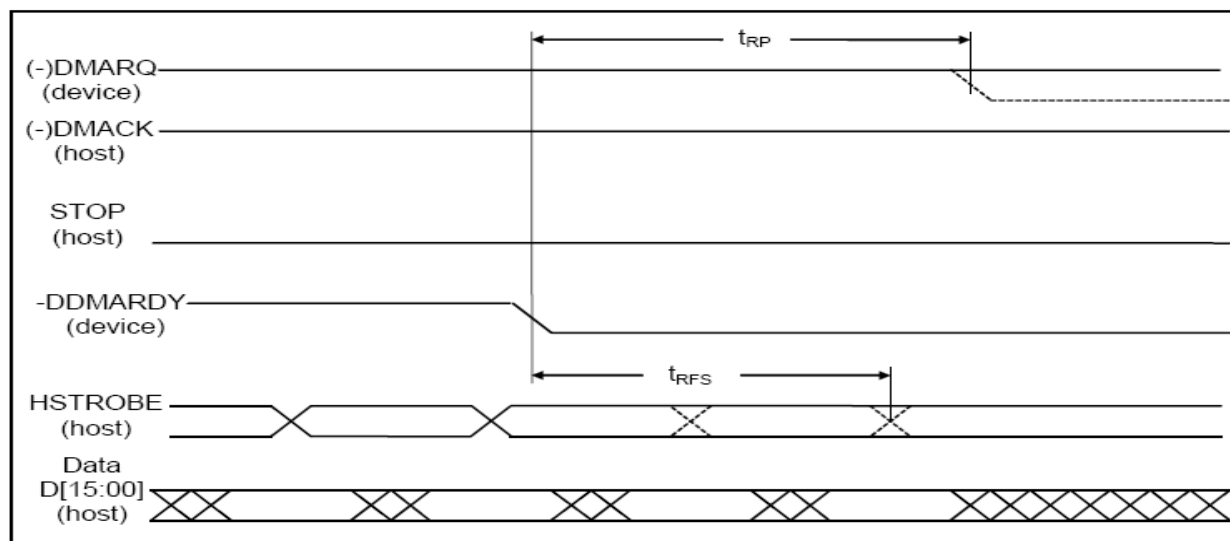 tRP
(-)DMARQ
(device)
(-)DMACK
(host)
STOP
(host)
-DDMARDY
(device)
tRFS
HSTROBE
(host)
Data
D[15:00]
(host)